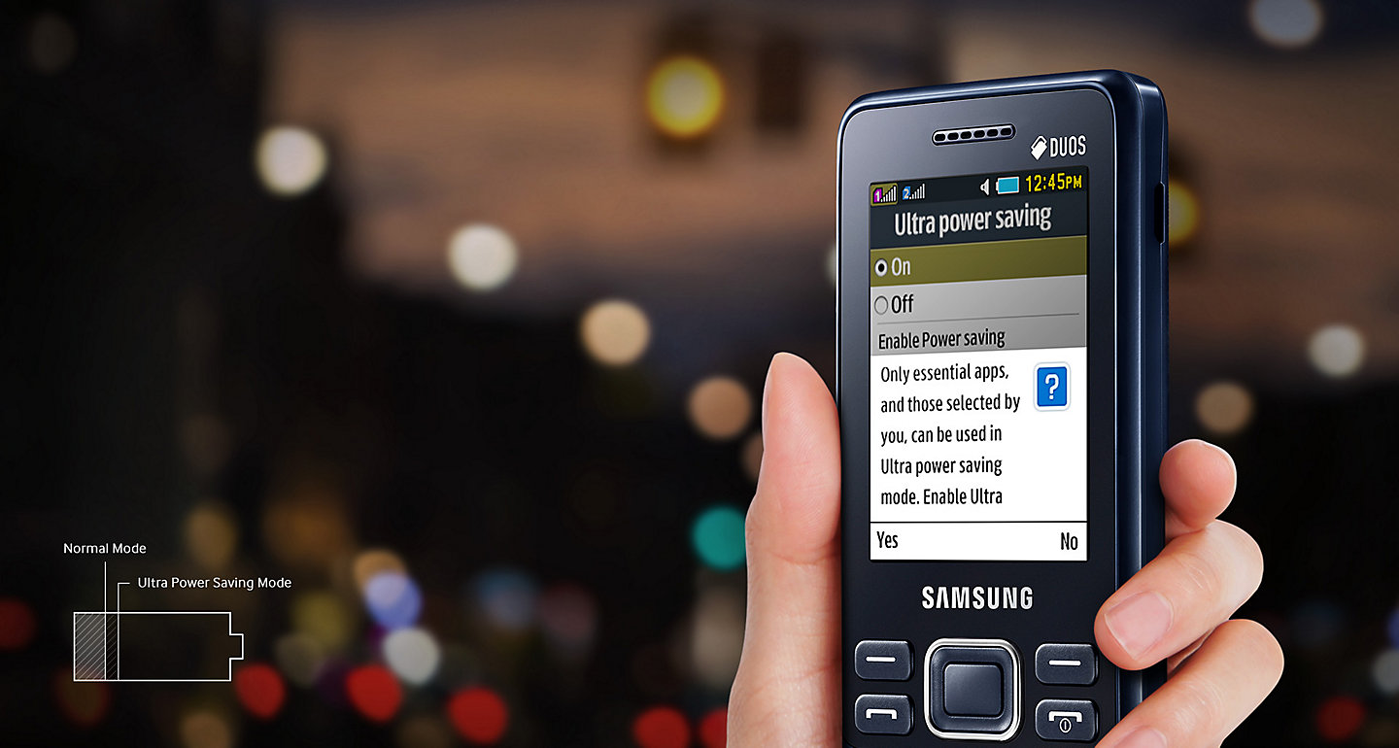 DUOS
1 2 12:45PM
Ultra power saving
On
Off
Enable Power saving
Only essential apps,
and those selected by
you, can be used in
Ultra power saving
mode. Enable Ultra
?
Yes No
SAMSUNG
Normal Mode
Ultra Power Saving Mode